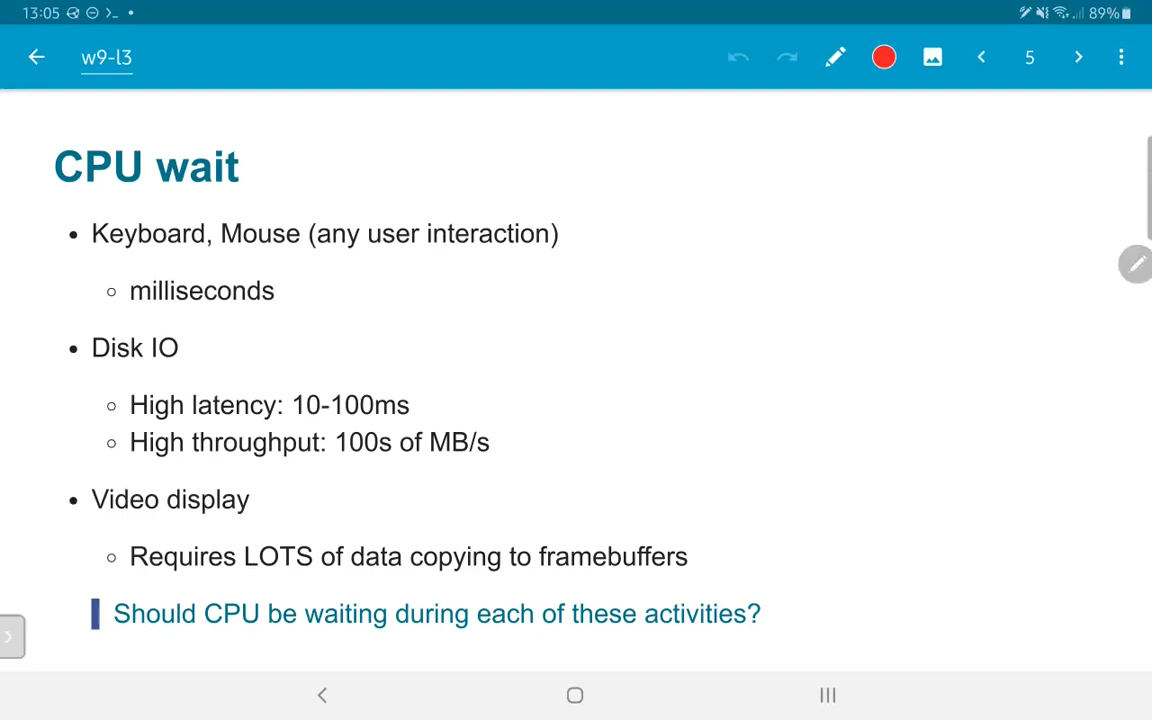 13:05 89%
w9-l3 5
CPU wait
• Keyboard, Mouse (any user interaction)
○ milliseconds
• Disk IO
○ High latency: 10-100ms
○ High throughput: 100s of MB/s
• Video display
○ Requires LOTS of data copying to framebuffers
Should CPU be waiting during each of these activities?